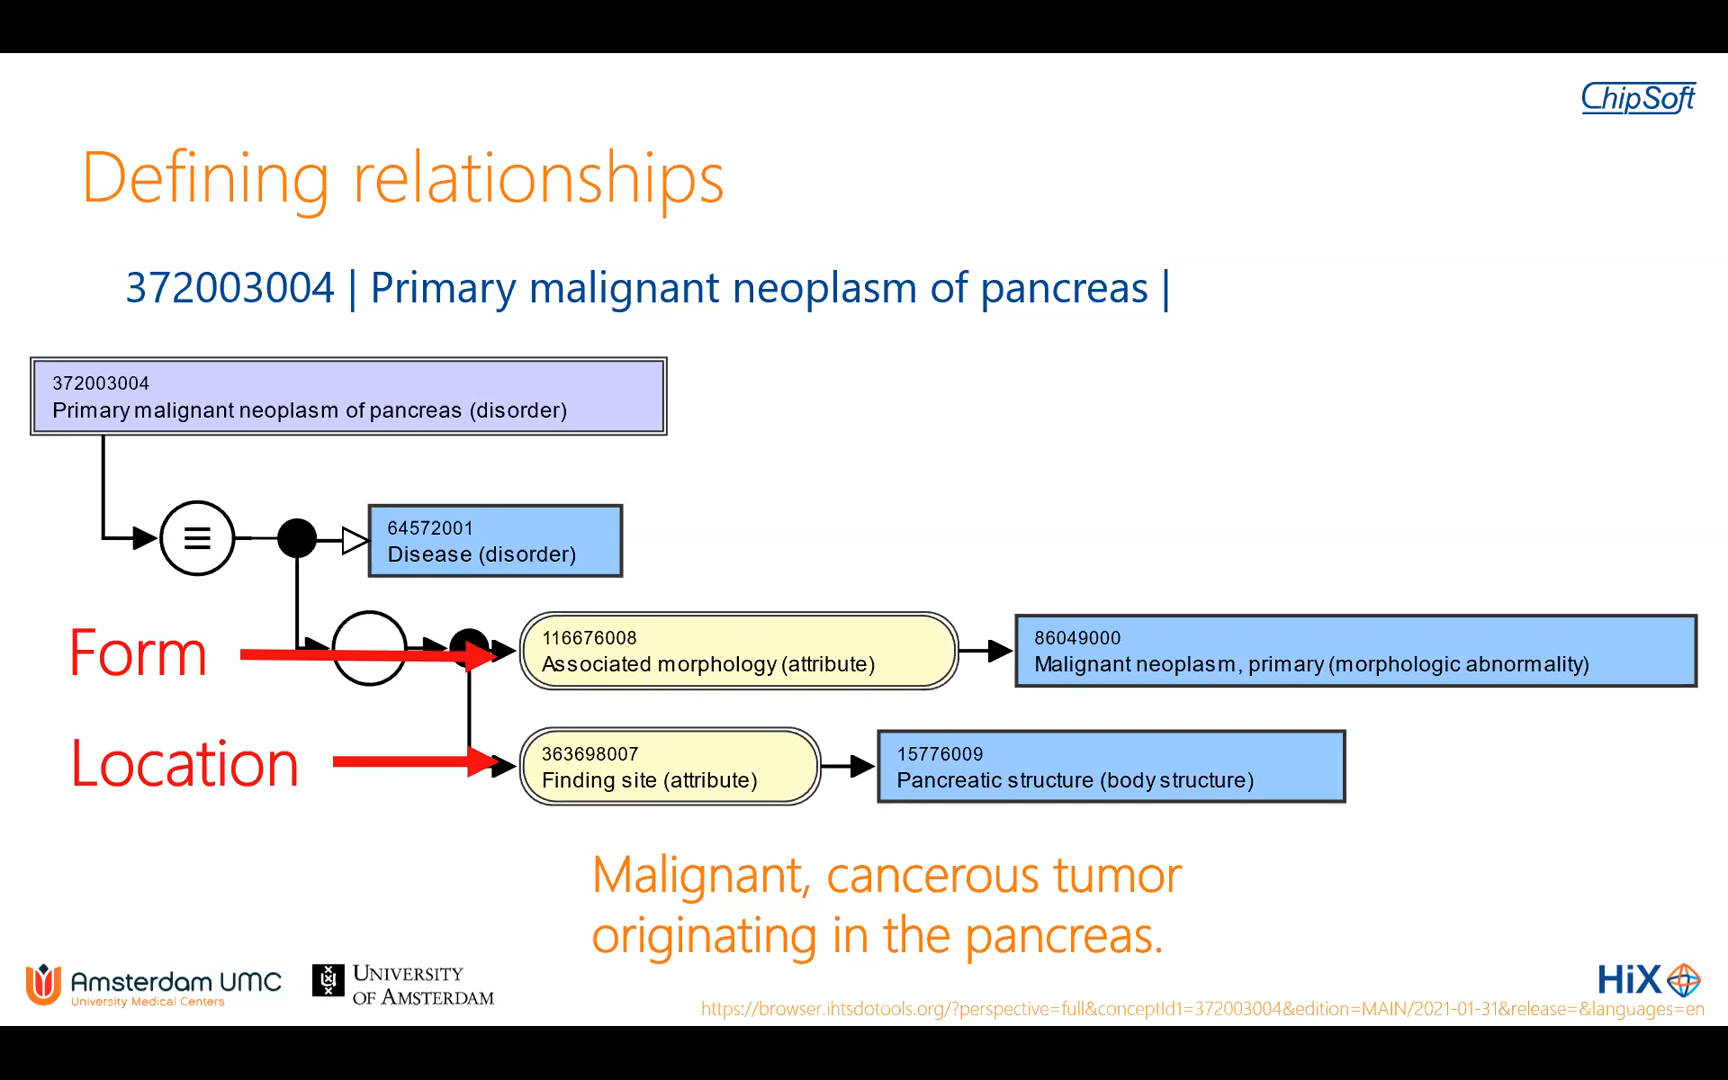 ChipSoft
Defining relationships
372003004 | Primary malignant neoplasm of pancreas |
372003004
Primary malignant neoplasm of pancreas (disorder)
≡
64572001
Disease (disorder)
Form
116676008
Associated morphology (attribute)
86049000
Malignant neoplasm, primary (morphologic abnormality)
Location
363698007
Finding site (attribute)
15776009
Pancreatic structure (body structure)
Malignant, cancerous tumor
originating in the pancreas.
Amsterdam UMC
University Medical Centers
UNIVERSITY
OF AMSTERDAM
HiX
https://browser.ihtsdotools.org/?perspective=full&conceptId1=372003004&edition=MAIN/2021-01-31&release=&languages=en